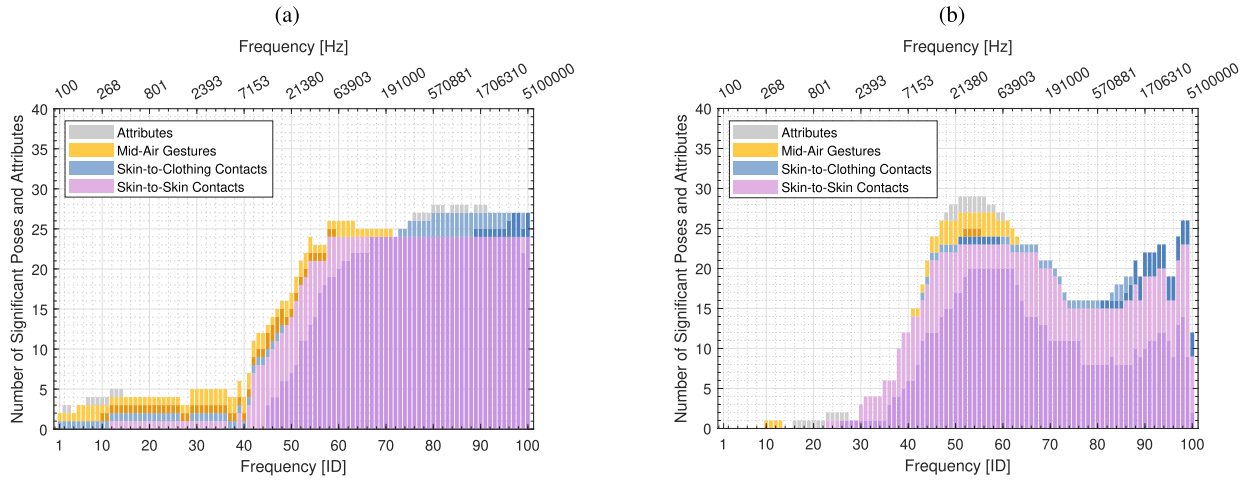 (a)
Frequency [Hz]
100 268 801 2393 7153 21380 63903 191000 570881 1706310 5100000
Number of Significant Poses and Attributes
40
35
30
25
20
15
10
5
0
Attributes
Mid-Air Gestures
Skin-to-Clothing Contacts
Skin-to-Skin Contacts
1 10 20 30 40 50 60 70 80 90 100
Frequency [ID]
(b)
Frequency [Hz]
100 268 801 2393 7153 21380 63903 191000 570881 1706310 5100000
Number of Significant Poses and Attributes
40
35
30
25
20
15
10
5
0
Attributes
Mid-Air Gestures
Skin-to-Clothing Contacts
Skin-to-Skin Contacts
1 10 20 30 40 50 60 70 80 90 100
Frequency [ID]